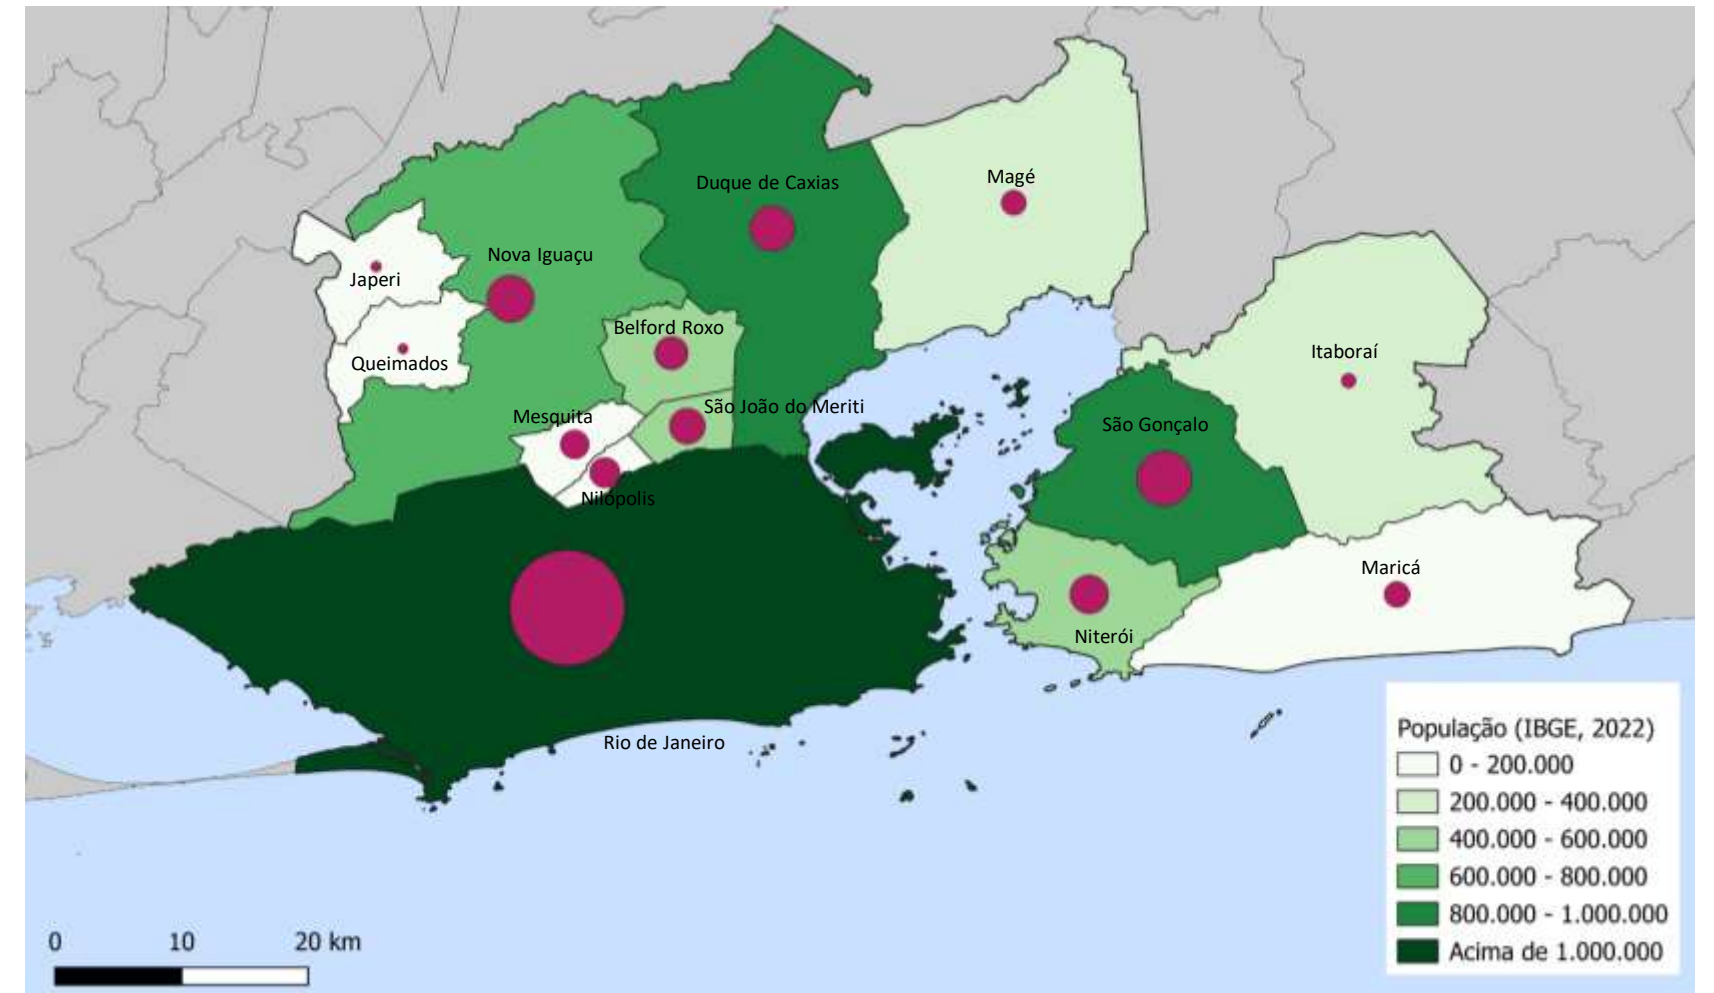 Magé
Duque de Caxias
Nova Iguaçu
Japeri
Belford Roxo
Itaboraí
Queimados
São João do Meriti
Mesquita
São Gonçalo
Nilópolis
Maricá
Niterói
Rio de Janeiro
População (IBGE, 2022)
0 - 200.000
200.000 - 400.000
400.000 - 600.000
600.000 - 800.000
800.000 - 1.000.000
Acima de 1.000.000
0 10 20 km